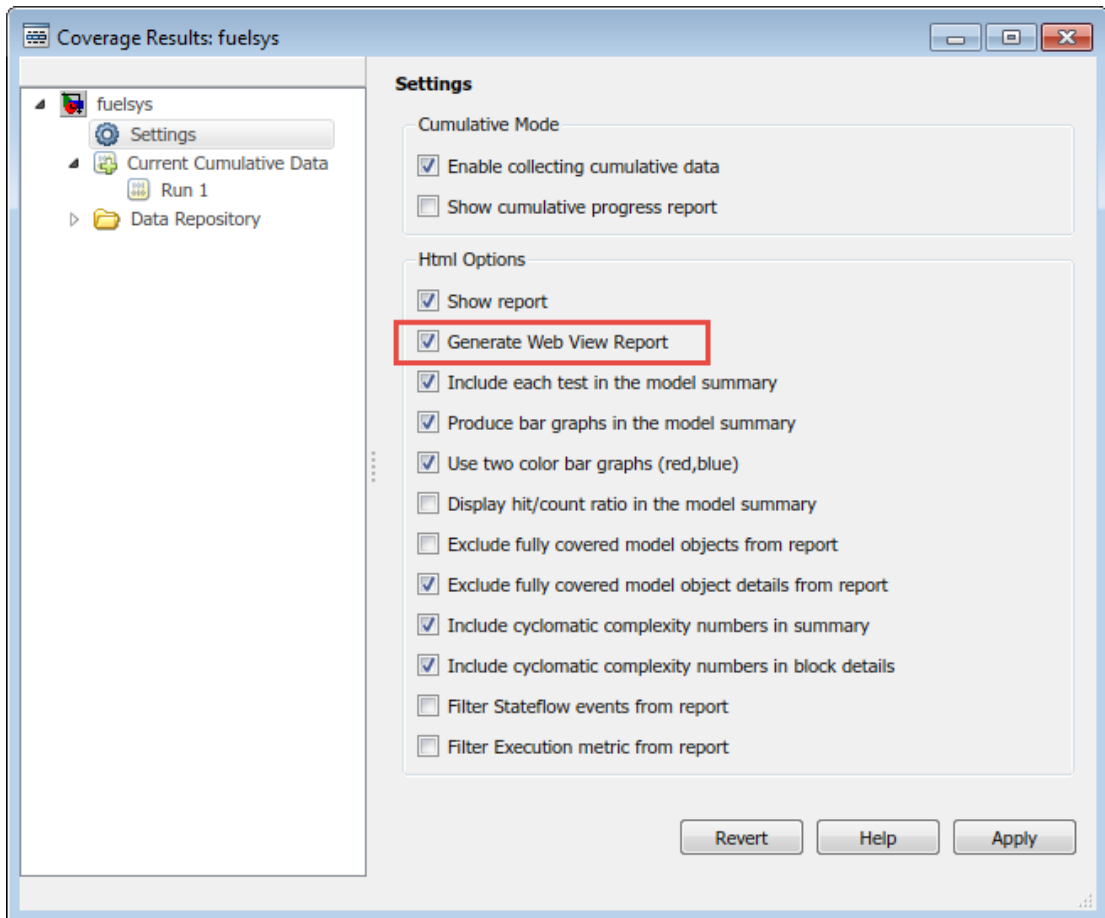 Coverage Results: fuelsys
fuelsys
Settings
Current Cumulative Data
Run 1
Data Repository
Settings
Cumulative Mode
Enable collecting cumulative data
Show cumulative progress report
Html Options
Show report
Generate Web View Report
Include each test in the model summary
Produce bar graphs in the model summary
Use two color bar graphs (red,blue)
Display hit/count ratio in the model summary
Exclude fully covered model objects from report
Exclude fully covered model object details from report
Include cyclomatic complexity numbers in summary
Include cyclomatic complexity numbers in block details
Filter Stateflow events from report
Filter Execution metric from report
Revert Help Apply